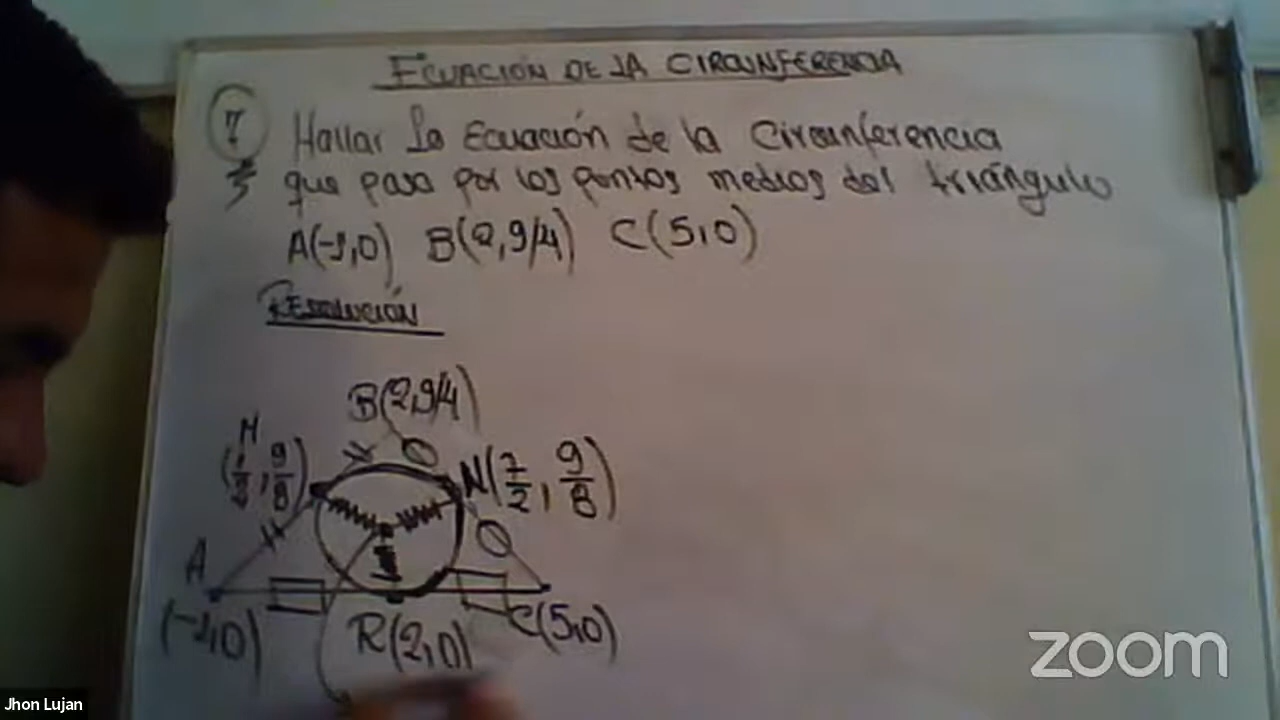 ECUACIÓN DE LA CIRCUNFERENCIA
7 Hallar la Ecuación de la Circunferencia
que pasa por los puntos medios del triángulo
A(-1,0) B(2,9/4) C(5,0)
RESOLUCIÓN
B(2,9/4)
M
(1/2, 9/8)
N(7/2, 9/8)
A
(-1,0)
R(2,0)
C(5,0)
zoom
Jhon Lujan